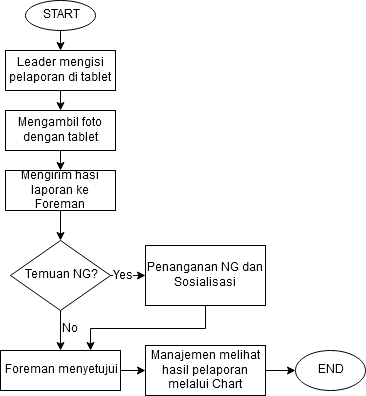 START
Leader mengisi
pelaporan di tablet
Mengambil foto
dengan tablet
Mengirim hasi
laporan ke
Foreman
Temuan NG?
Yes
Penanganan NG dan
Sosialisasi
No
Foreman menyetujui
Manajemen melihat
hasil pelaporan
melalui Chart
END